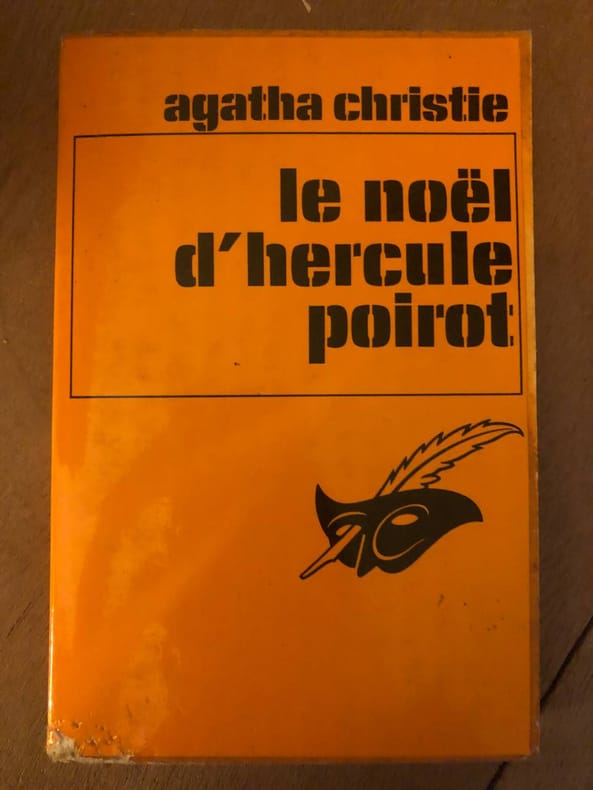 agatha christie
le noël
d'hercule
poirot